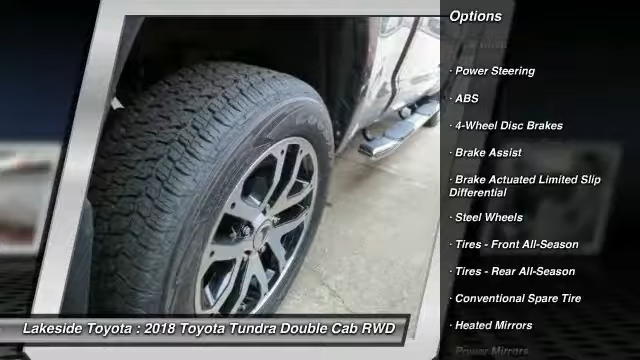 Options
· Power Steering
· ABS
· 4-Wheel Disc Brakes
· Brake Assist
· Brake Actuated Limited Slip
Differential
· Steel Wheels
· Tires - Front All-Season
· Tires - Rear All-Season
· Conventional Spare Tire
· Heated Mirrors
· Power Mirrors
Lakeside Toyota : 2018 Toyota Tundra Double Cab RWD